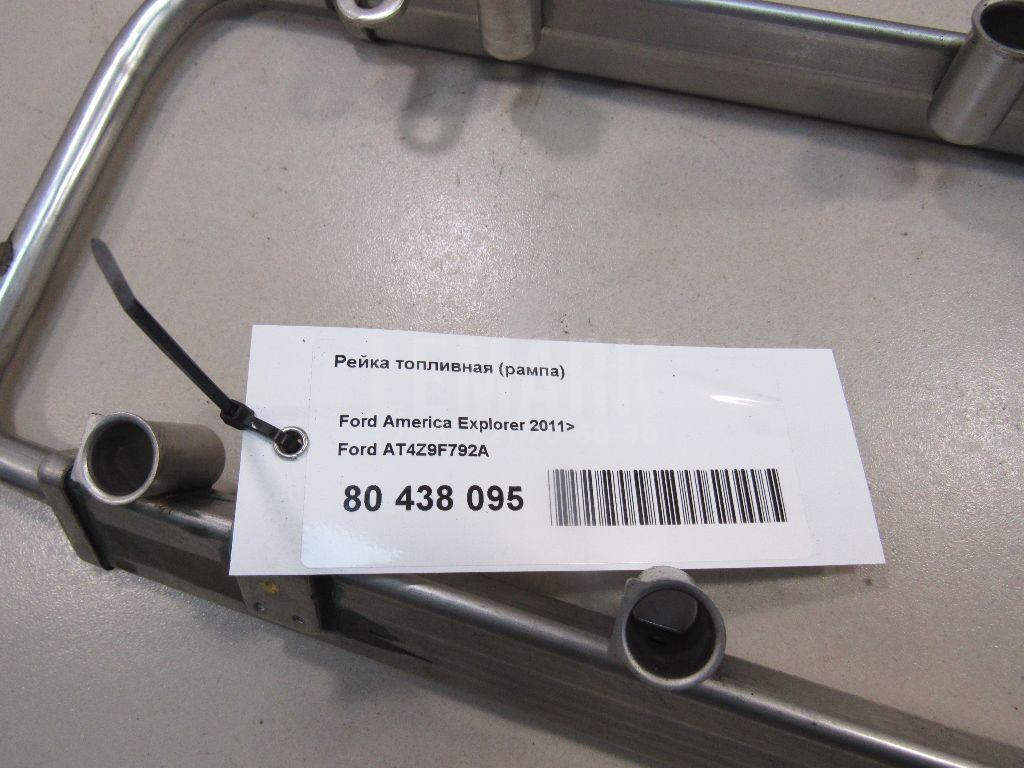 Рейка топливная (рампа)
Ford America Explorer 2011>
Ford AT4Z9F792A
80 438 095